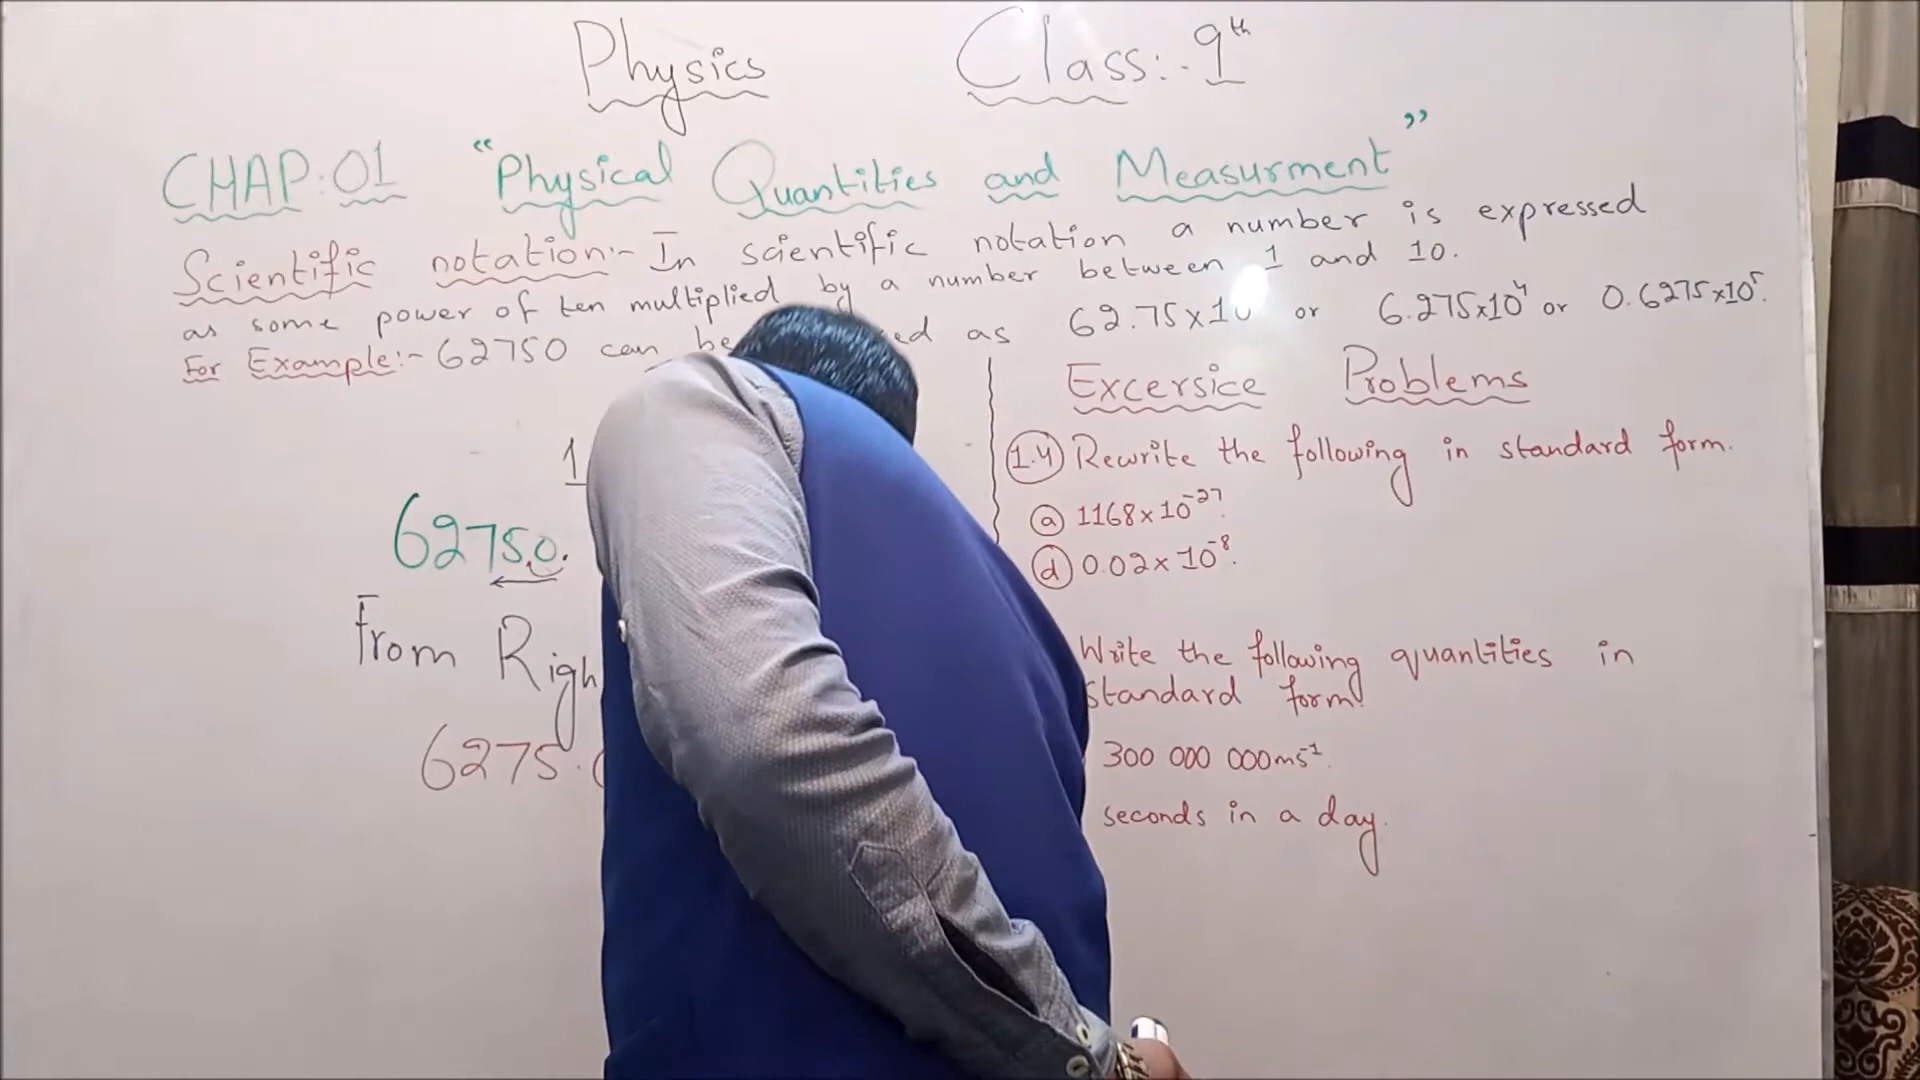 Physics Class:- 9th
CHAP:01 "Physical Quantities and Measurment"
Scientific notation:- In scientific notation a number is expressed
as some power of ten multiplied by a number between 1 and 10.
For Example:- 62750 can be as 62.75x10 or 6.275x10⁴ or 0.6275x10⁵.
1
62750.
From
6275.
Excersice Problems
1.4 Rewrite the following in standard form.
a 1168x10⁻²⁷.
d 0.02x10⁻⁸.
Write the following quantities in
standard form.
300 000 000ms⁻¹.
seconds in a day.